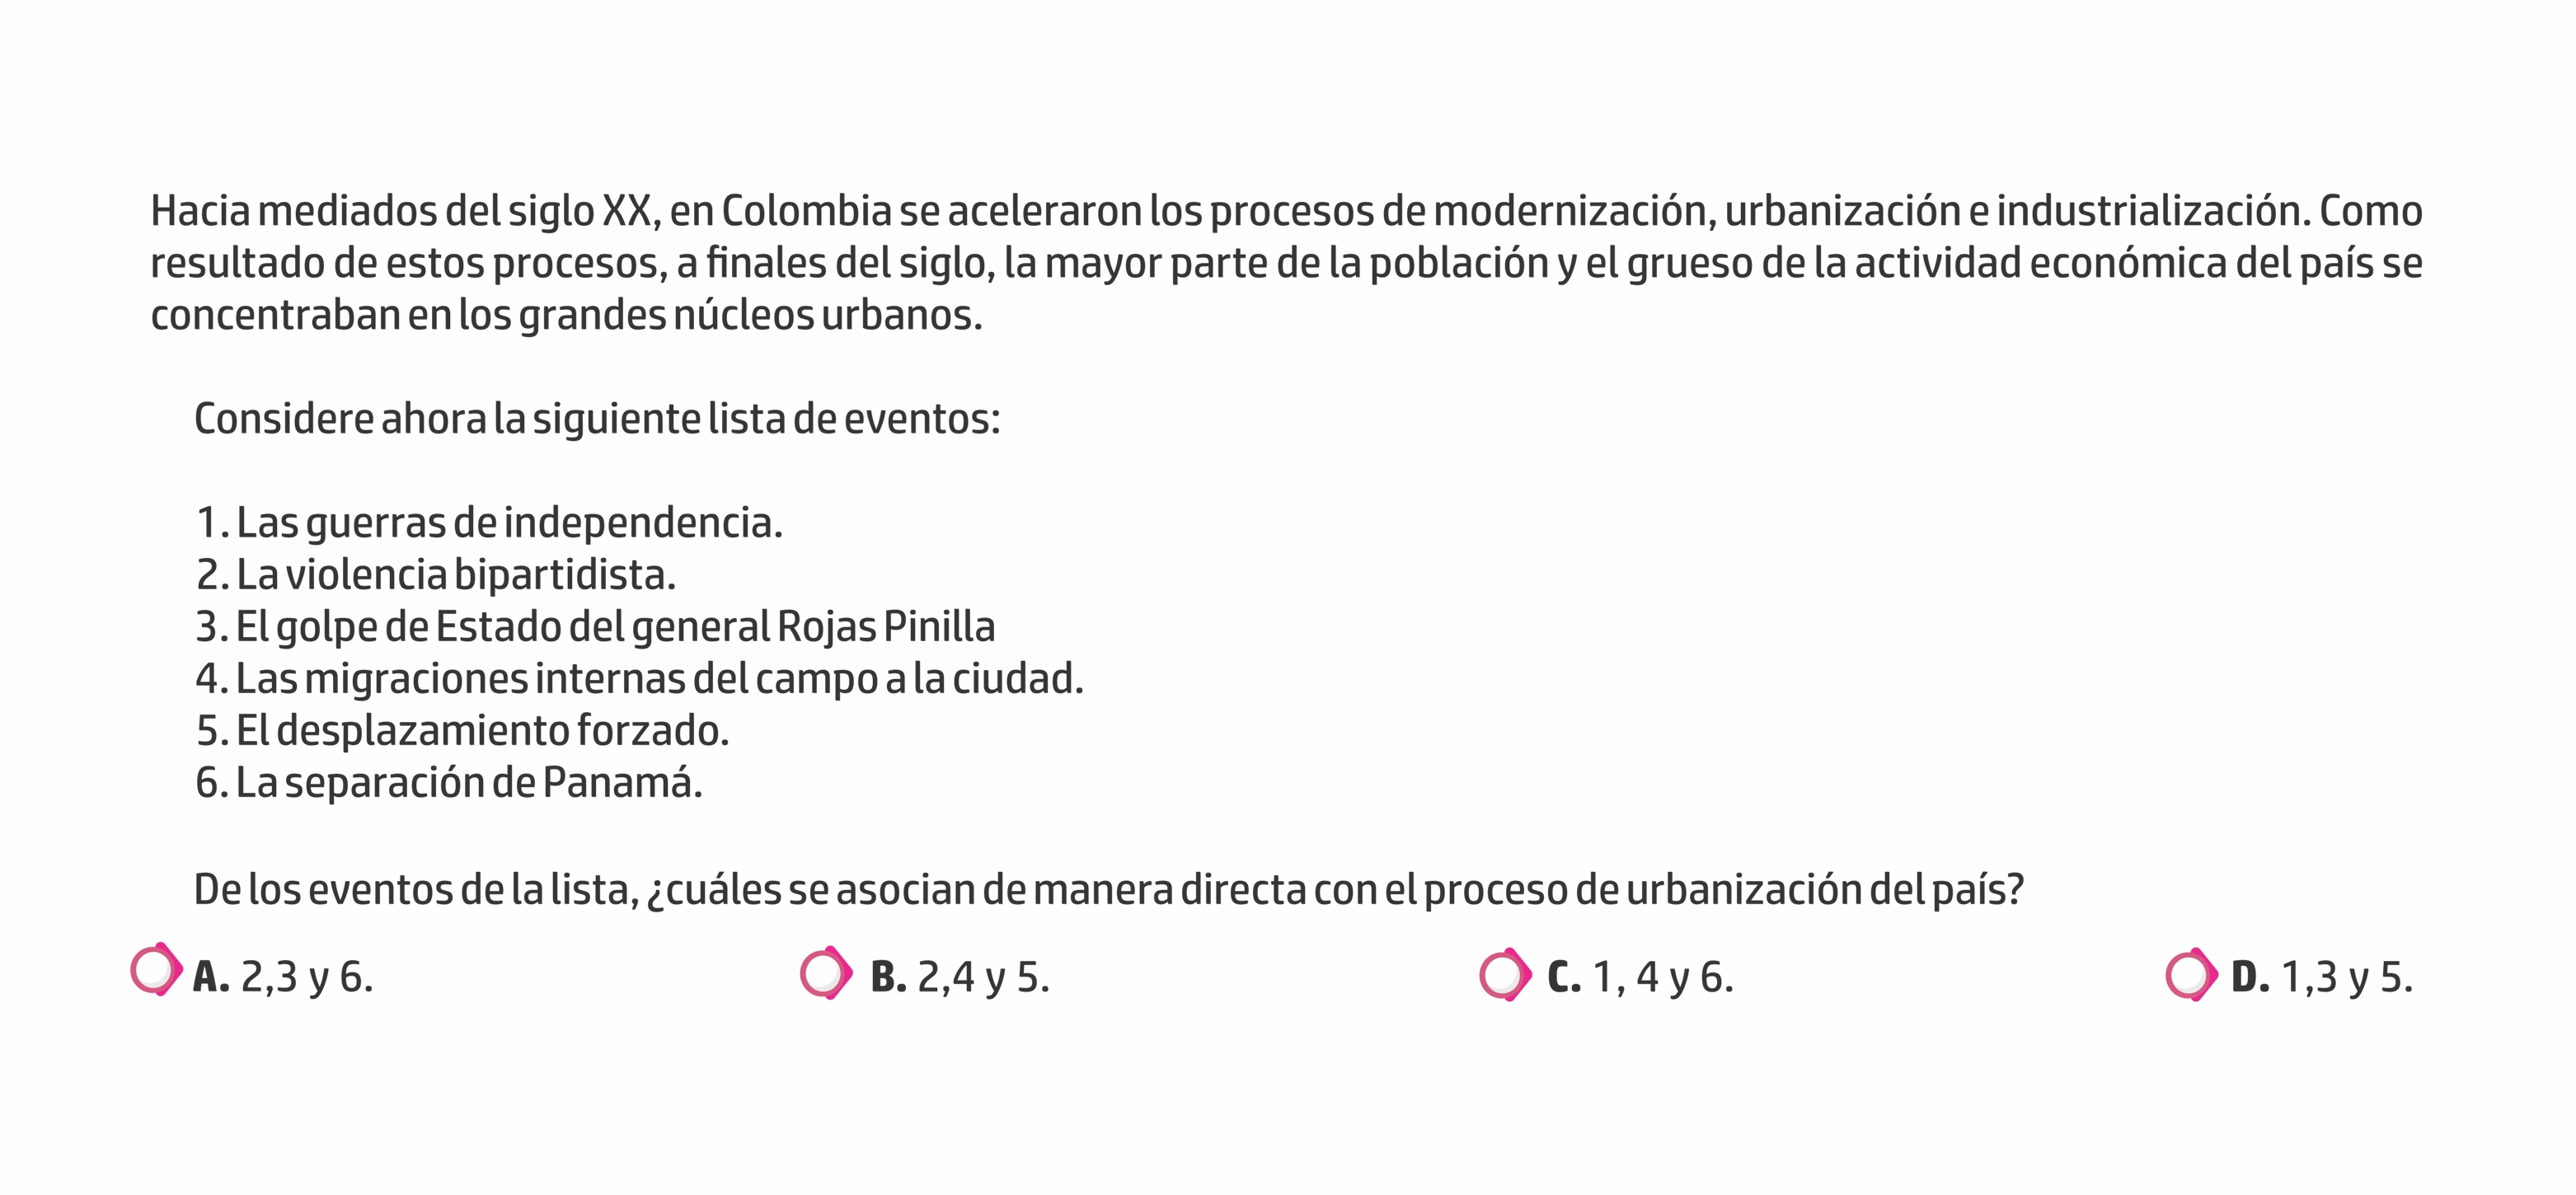 Hacia mediados del siglo XX, en Colombia se aceleraron los procesos de modernización, urbanización e industrialización. Como
resultado de estos procesos, a finales del siglo, la mayor parte de la población y el grueso de la actividad económica del país se
concentraban en los grandes núcleos urbanos.
Considere ahora la siguiente lista de eventos:
1. Las guerras de independencia.
2. La violencia bipartidista.
3. El golpe de Estado del general Rojas Pinilla
4. Las migraciones internas del campo a la ciudad.
5. El desplazamiento forzado.
6. La separación de Panamá.
De los eventos de la lista, ¿cuáles se asocian de manera directa con el proceso de urbanización del país?
A. 2,3 y 6.
B. 2,4 y 5.
C. 1, 4 y 6.
D. 1,3 y 5.